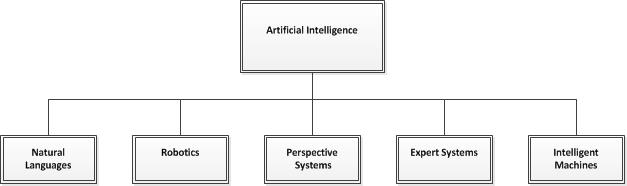 Artificial Intelligence
Natural
Languages
Robotics
Perspective
Systems
Expert Systems
Intelligent
Machines